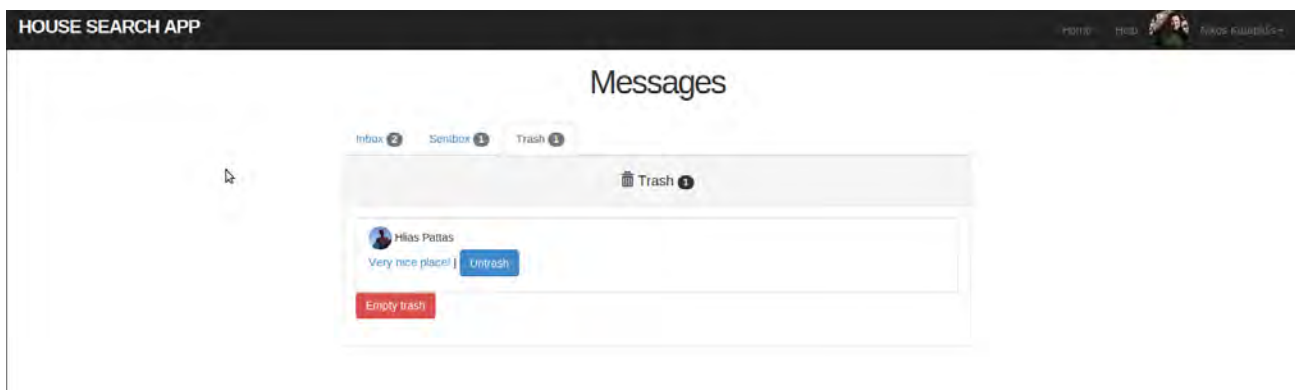 HOUSE SEARCH APP Home Help Nikos
Messages
Inbox 2 Sentbox 1 Trash 1
Trash 1
Hlias Pattas
Very nice place! | Untrash
Empty trash